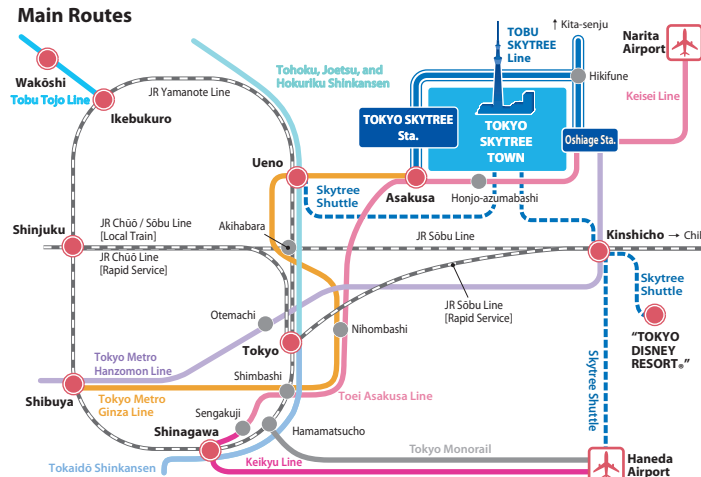 Main Routes
TOBU
SKYTREE
Line
↑ Kita-senju
Narita
Airport
Wakōshi
Tobu Tojo Line
Ikebukuro
JR Yamanote Line
Tohoku, Joetsu, and
Hokuriku Shinkansen
Hikifune
Keisei Line
TOKYO SKYTREE
Sta.
TOKYO
SKYTREE
TOWN
Oshiage Sta.
Ueno
Skytree
Shuttle
Asakusa
Honjo-azumabashi
Shinjuku
JR Chūō / Sōbu Line
[Local Train]
JR Chūō Line
[Rapid Service]
Akihabara
JR Sōbu Line
Kinshicho → Chi
Skytree
Shuttle
JR Sōbu Line
[Rapid Service]
Otemachi
Nihombashi
Tokyo
"TOKYO
DISNEY
RESORT®"
Tokyo Metro
Hanzomon Line
Shimbashi
Skytree Shuttle
Shibuya
Tokyo Metro
Ginza Line
Toei Asakusa Line
Sengakuji
Shinagawa
Hamamatsucho
Tokyo Monorail
Tokaidō Shinkansen
Keikyu Line
Haneda
Airport